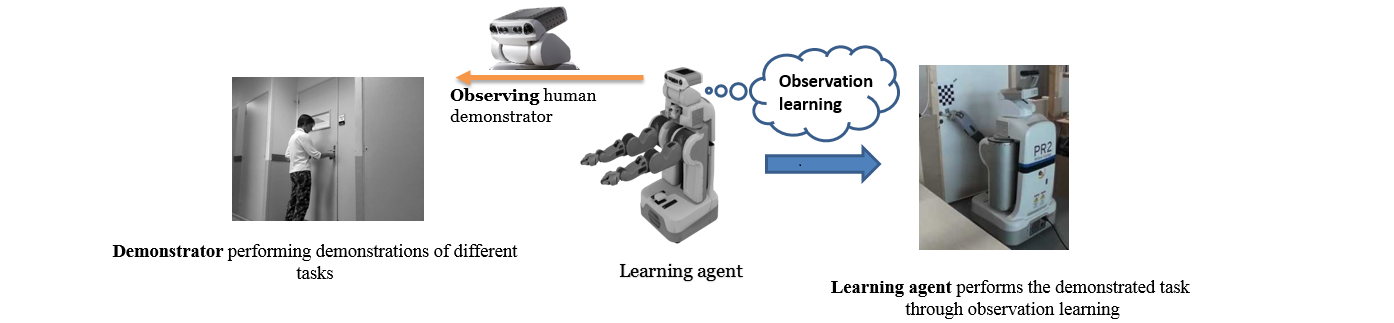 Observing human
demonstrator
Observation
learning
PR2
Demonstrator performing demonstrations of different
tasks
Learning agent
Learning agent performs the demonstrated task
through observation learning